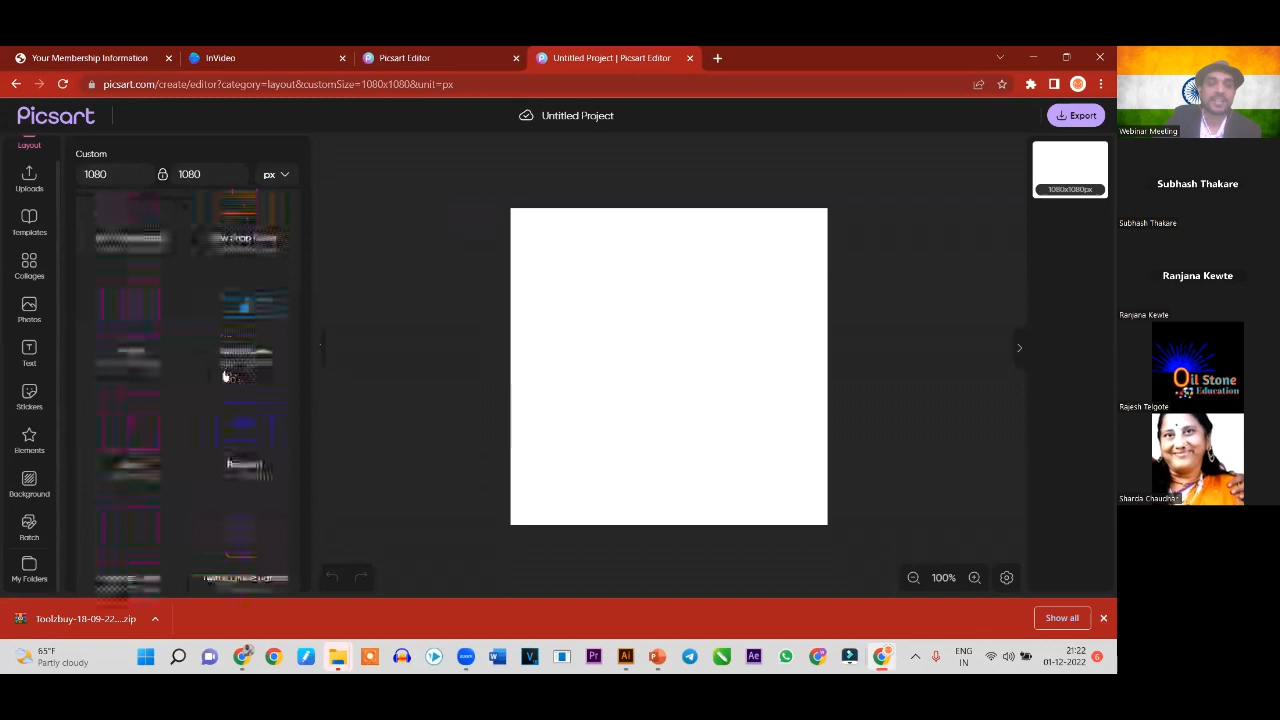 Your Membership Information
InVideo
Picsart Editor
Untitled Project | Picsart Editor
picsart.com/create/editor?category=layout&customSize=1080x1080&unit=px
Picsart
Untitled Project
Export
Layout
Uploads
Templates
Collages
Photos
Text
Stickers
Elements
Background
Batch
My Folders
Custom
1080
1080
px
1080x1080px
100%
Webinar Meeting
Subhash Thakare
Subhash Thakare
Ranjana Kewte
Ranjana Kewte
Oil Stone
Education
Rajesh Telgote
Sharda Chaudhar
Toolzbuy-18-09-22....zip
Show all
65°F
Partly cloudy
ENG
IN
21:22
01-12-2022
6